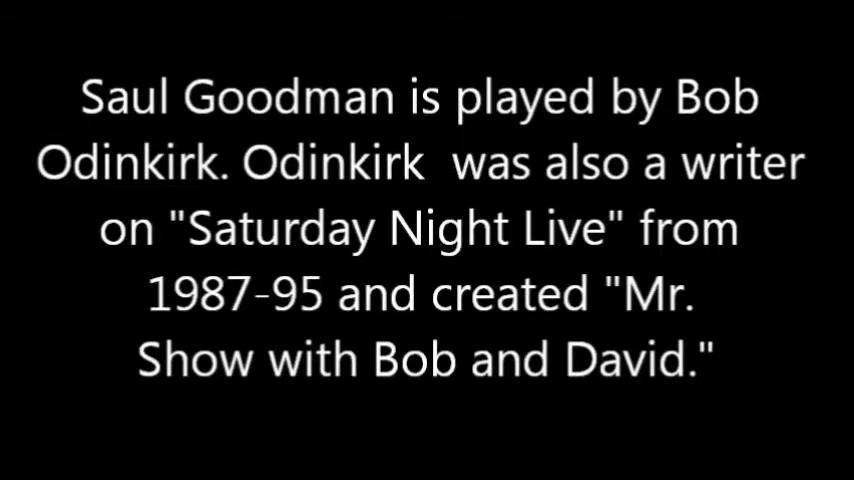 Saul Goodman is played by Bob
Odinkirk. Odinkirk  was also a writer
on "Saturday Night Live" from
1987-95 and created "Mr.
Show with Bob and David."